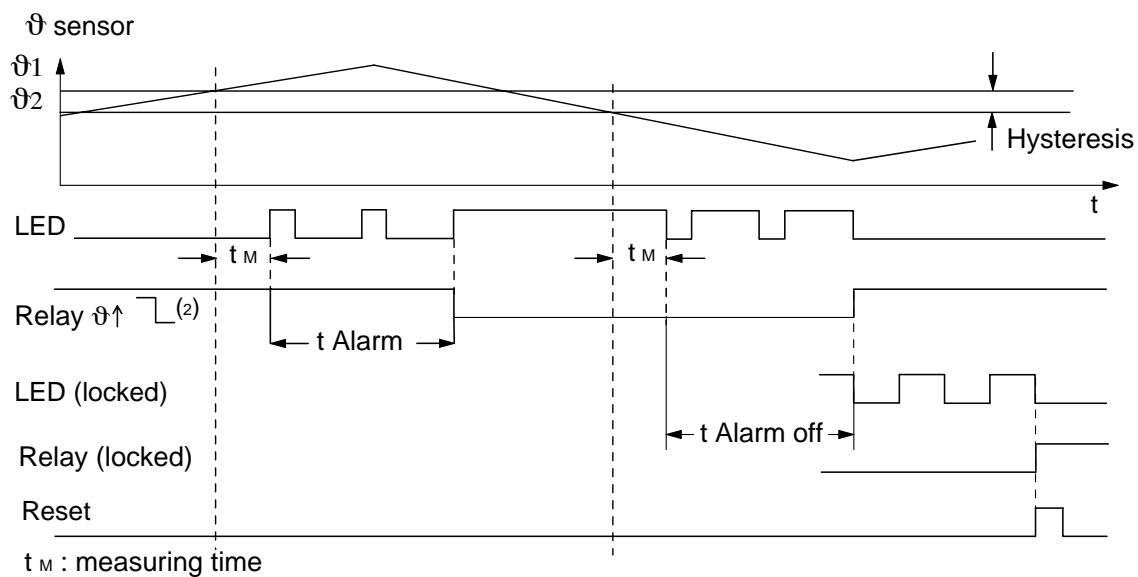 ϑ sensor
ϑ1
ϑ2
Hysteresis
t
LED
t M
t M
Relay ϑ↑ (2)
t Alarm
LED (locked)
t Alarm off
Relay (locked)
Reset
t M : measuring time